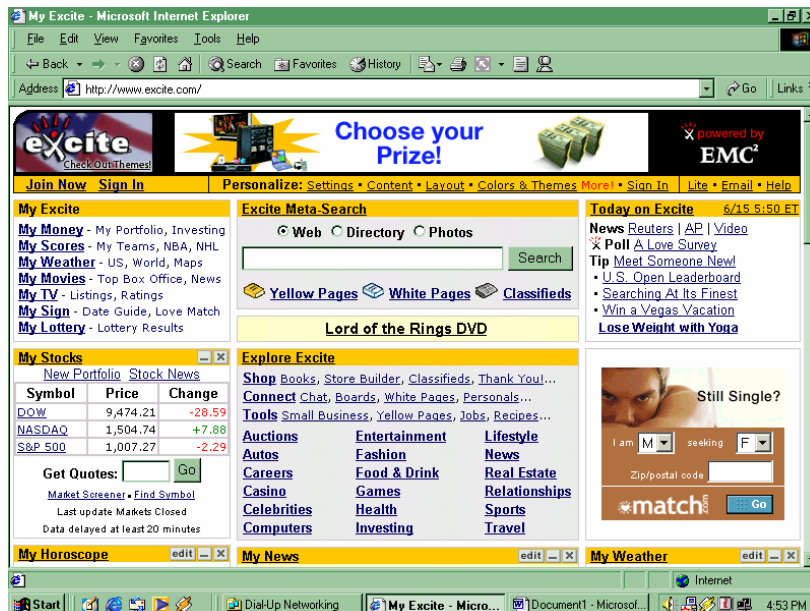 My Excite - Microsoft Internet Explorer
File Edit View Favorites Tools Help
Back Search Favorites History
Address http://www.excite.com/ Go Links
excite
Check Out Themes!
Choose your
Prize!
powered by
EMC²
Join Now Sign In Personalize: Settings • Content • Layout • Colors & Themes More! • Sign In Lite • Email • Help
My Excite
My Money - My Portfolio, Investing
My Scores - My Teams, NBA, NHL
My Weather - US, World, Maps
My Movies - Top Box Office, News
My TV - Listings, Ratings
My Sign - Date Guide, Love Match
My Lottery - Lottery Results
Excite Meta-Search
Web Directory Photos
Search
Yellow Pages White Pages Classifieds
Lord of the Rings DVD
Today on Excite 6/15 5:50 ET
News Reuters | AP | Video
Poll A Love Survey
Tip Meet Someone New!
• U.S. Open Leaderboard
• Searching At Its Finest
• Win a Vegas Vacation
Lose Weight with Yoga
My Stocks
New Portfolio Stock News
Symbol Price Change
DOW 9,474.21 -28.59
NASDAQ 1,504.74 +7.88
S&P 500 1,007.27 -2.29
Get Quotes: Go
Market Screener • Find Symbol
Last update Markets Closed
Data delayed at least 20 minutes
Explore Excite
Shop Books, Store Builder, Classifieds, Thank You!...
Connect Chat, Boards, White Pages, Personals...
Tools Small Business, Yellow Pages, Jobs, Recipes...
Auctions Entertainment Lifestyle
Autos Fashion News
Careers Food & Drink Real Estate
Casino Games Relationships
Celebrities Health Sports
Computers Investing Travel
Still Single?
I am M seeking F
Zip/postal code
match.com Go
My Horoscope edit
My News edit
My Weather edit
Internet
Start Dial-Up Networking My Excite - Micro... Document1 - Microsof... 4:53 PM